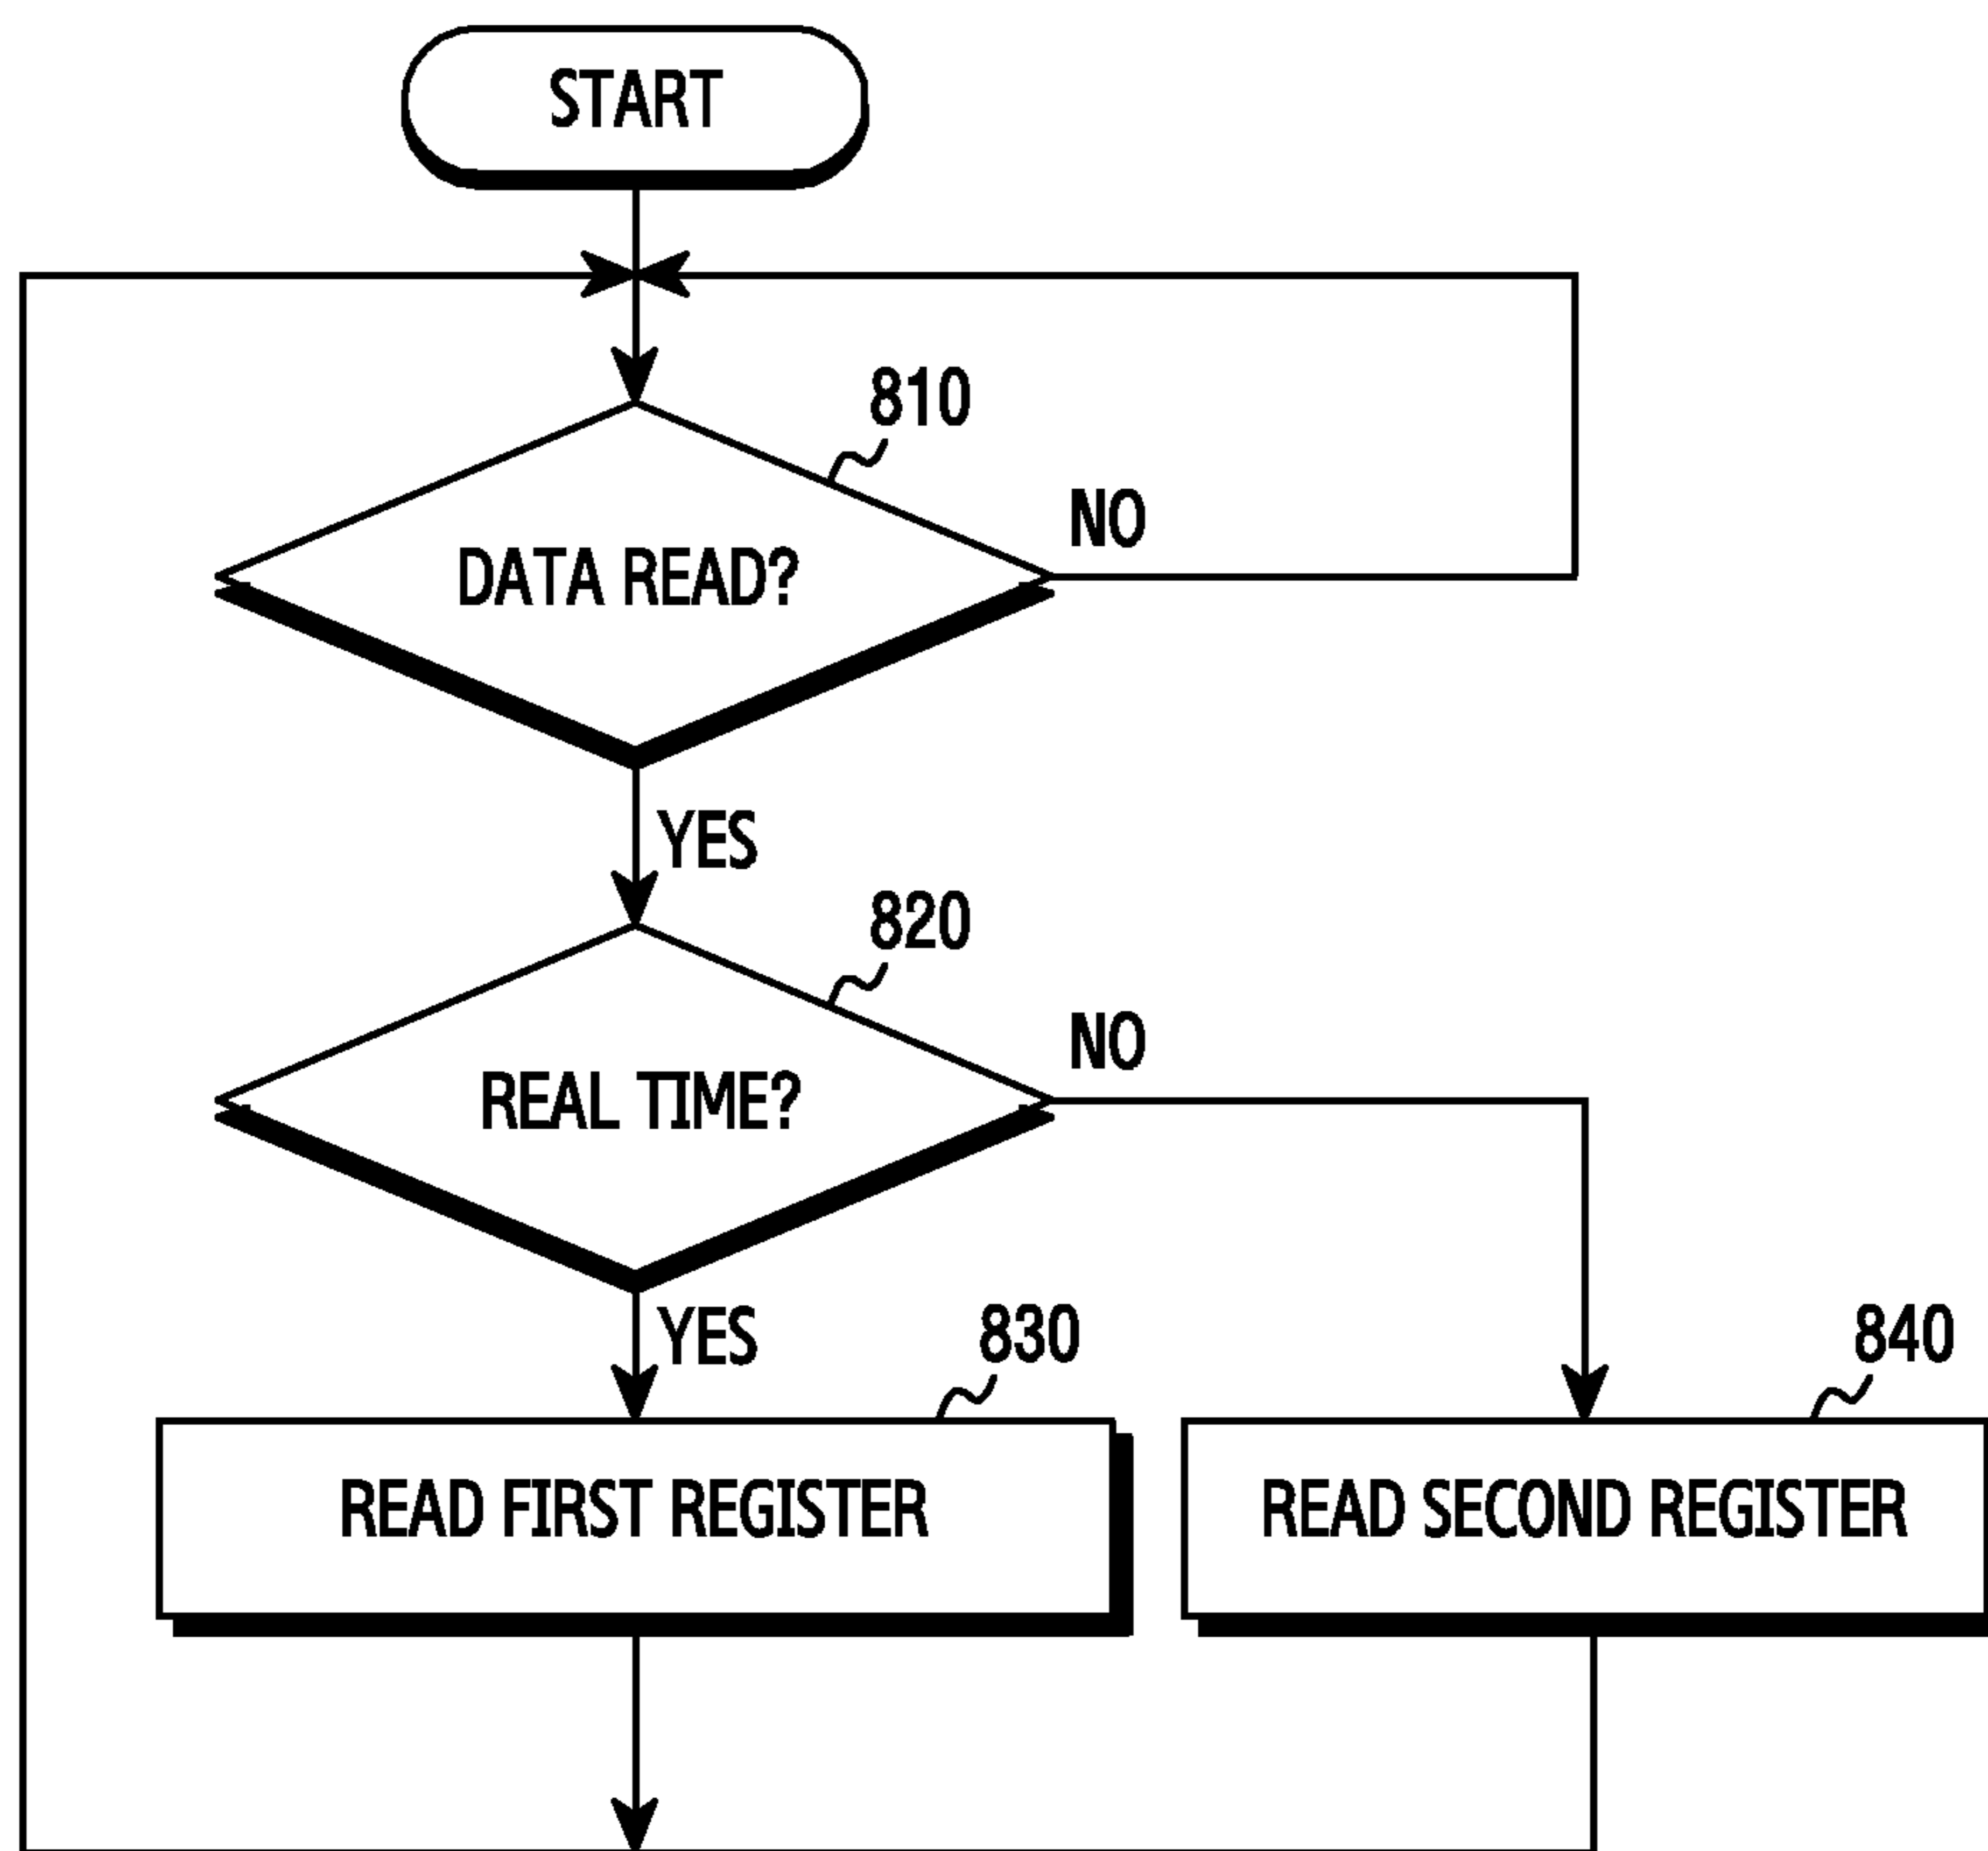 START
810
NO
DATA READ?
YES
820
NO
REAL TIME?
YES
830
840
READ FIRST REGISTER
READ SECOND REGISTER